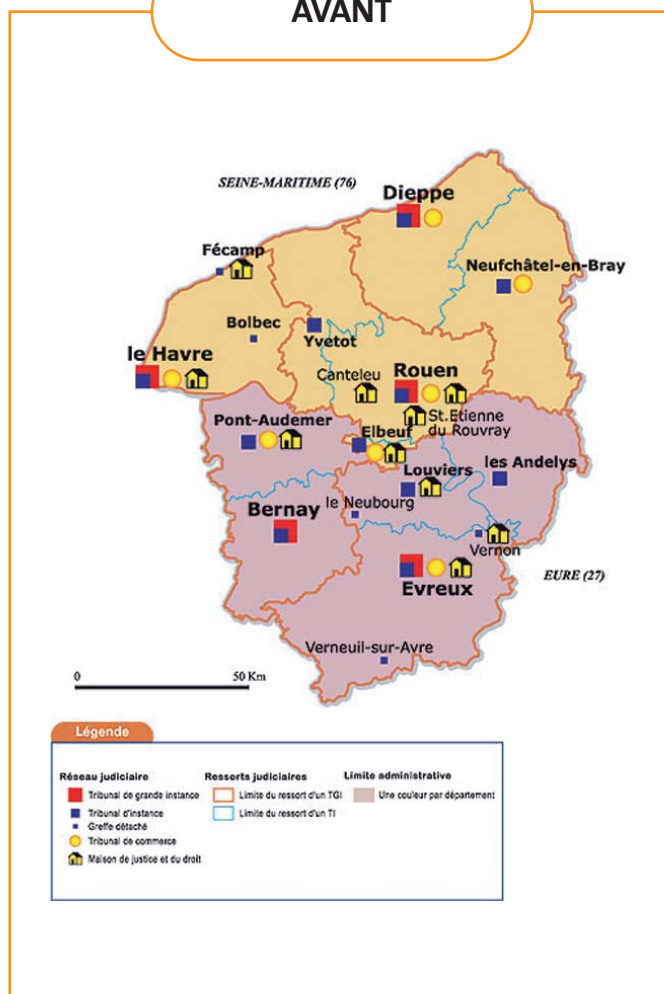 AVANT
SEINE-MARITIME (76)
Dieppe
Fécamp
Neufchâtel-en-Bray
Bolbec
Yvetot
le Havre
Canteleu
Rouen
St.Etienne
du Rouvray
Pont-Audemer
Elbeuf
Louviers
les Andelys
le Neubourg
Bernay
Vernon
EURE (27)
Evreux
Verneuil-sur-Avre
0 50 Km
Légende
Réseau judiciaire
Tribunal de grande instance
Tribunal d'instance
Greffe détaché
Tribunal de commerce
Maison de justice et du droit
Ressorts judiciaires
Limite du ressort d'un TGI
Limite du ressort d'un TI
Limite administrative
Une couleur par département